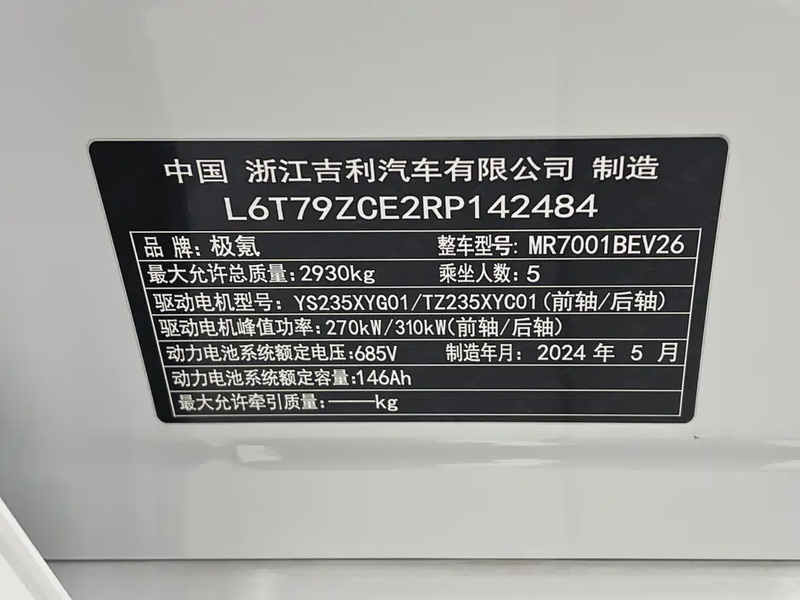 中国 浙江吉利汽车有限公司 制造
L6T79ZCE2RP142484
品牌:极氪 整车型号: MR7001BEV26
最大允许总质量:2930kg 乘坐人数:5
驱动电机型号: YS235XYG01/TZ235XYC01(前轴/后轴)
驱动电机峰值功率:270kW/310kW(前轴/后轴)
动力电池系统额定电压:685V 制造年月: 2024 年 5 月
动力电池系统额定容量:146Ah
最大允许牵引质量:——kg